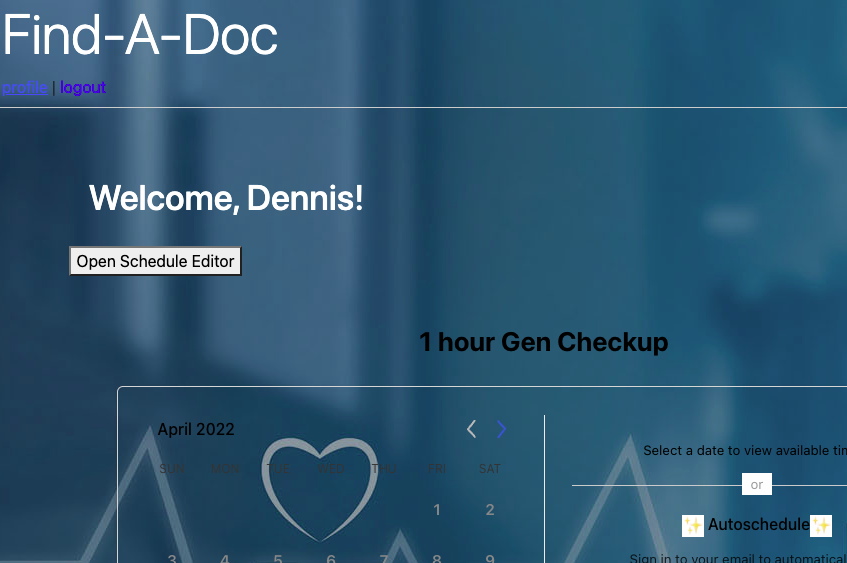 Find-A-Doc
profile | logout
Welcome, Dennis!
Open Schedule Editor
1 hour Gen Checkup
April 2022
SUN MON TUE WED THU FRI SAT
Select a date to view available tim
1 2
or
✨ Autoschedule✨
3 4 5 6 7 8 9
Sign in to your email to automatical